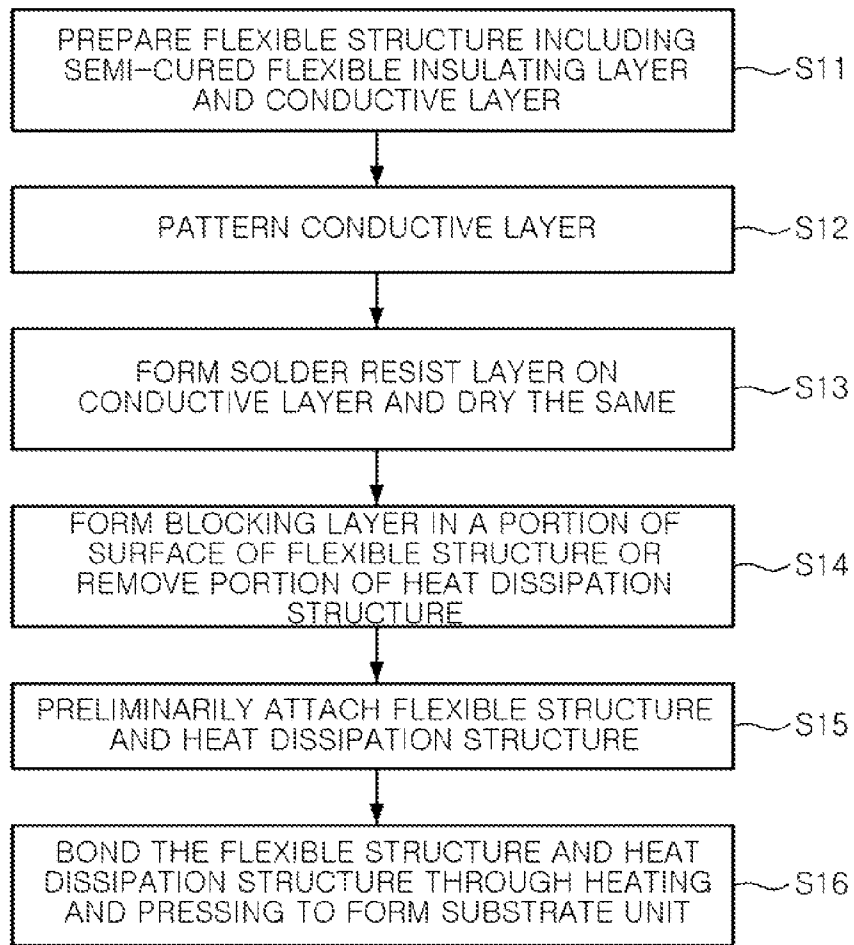 PREPARE FLEXIBLE STRUCTURE INCLUDING
SEMI-CURED FLEXIBLE INSULATING LAYER
AND CONDUCTIVE LAYER
S11
PATTERN CONDUCTIVE LAYER
S12
FORM SOLDER RESIST LAYER ON
CONDUCTIVE LAYER AND DRY THE SAME
S13
FORM BLOCKING LAYER IN A PORTION OF
SURFACE OF FLEXIBLE STRUCTURE OR
REMOVE PORTION OF HEAT DISSIPATION
STRUCTURE
S14
PRELIMINARILY ATTACH FLEXIBLE STRUCTURE
AND HEAT DISSIPATION STRUCTURE
S15
BOND THE FLEXIBLE STRUCTURE AND HEAT
DISSIPATION STRUCTURE THROUGH HEATING
AND PRESSING TO FORM SUBSTRATE UNIT
S16